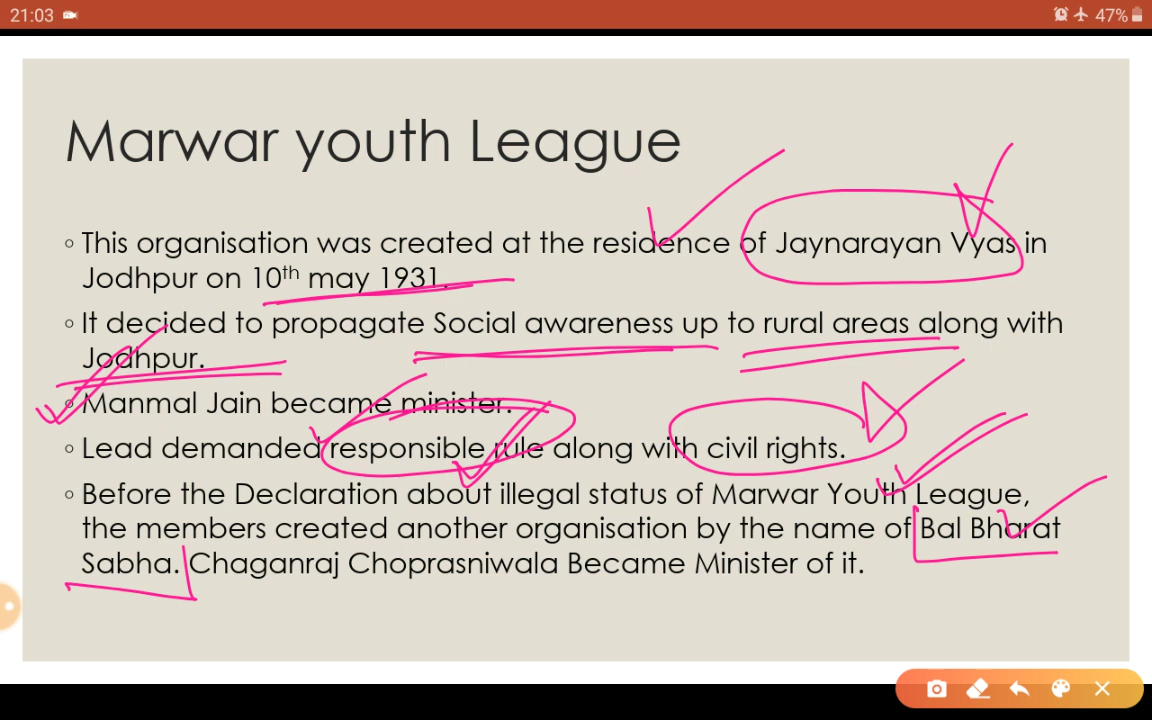 21:03
47%
Marwar youth League
◦ This organisation was created at the residence of Jaynarayan Vyas in
Jodhpur on 10th may 1931.
◦ It decided to propagate Social awareness up to rural areas along with
Jodhpur.
◦ Manmal Jain became minister.
◦ Lead demanded responsible rule along with civil rights.
◦ Before the Declaration about illegal status of Marwar Youth League,
the members created another organisation by the name of Bal Bharat
Sabha. Chaganraj Choprasniwala Became Minister of it.